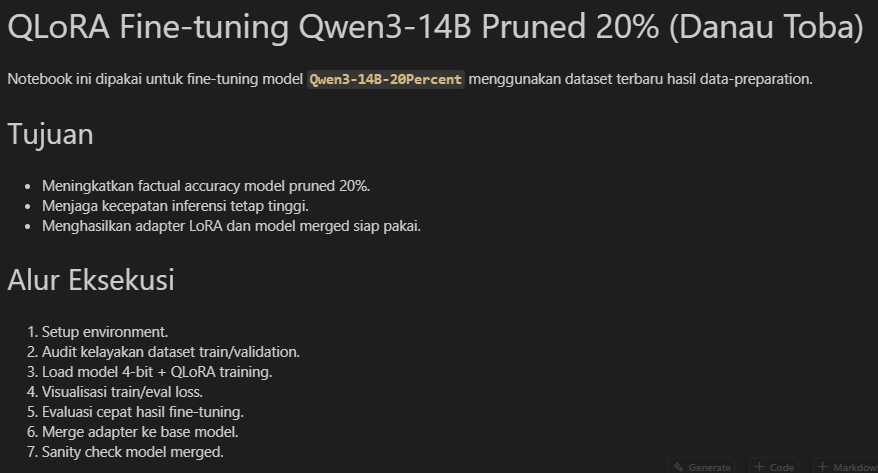 QLoRA Fine-tuning Qwen3-14B Pruned 20% (Danau Toba)
Notebook ini dipakai untuk fine-tuning model Qwen3-14B-20Percent menggunakan dataset terbaru hasil data-preparation.
Tujuan
• Meningkatkan factual accuracy model pruned 20%.
• Menjaga kecepatan inferensi tetap tinggi.
• Menghasilkan adapter LoRA dan model merged siap pakai.
Alur Eksekusi
1. Setup environment.
2. Audit kelayakan dataset train/validation.
3. Load model 4-bit + QLoRA training.
4. Visualisasi train/eval loss.
5. Evaluasi cepat hasil fine-tuning.
6. Merge adapter ke base model.
7. Sanity check model merged.
Generate + Code + Markdow